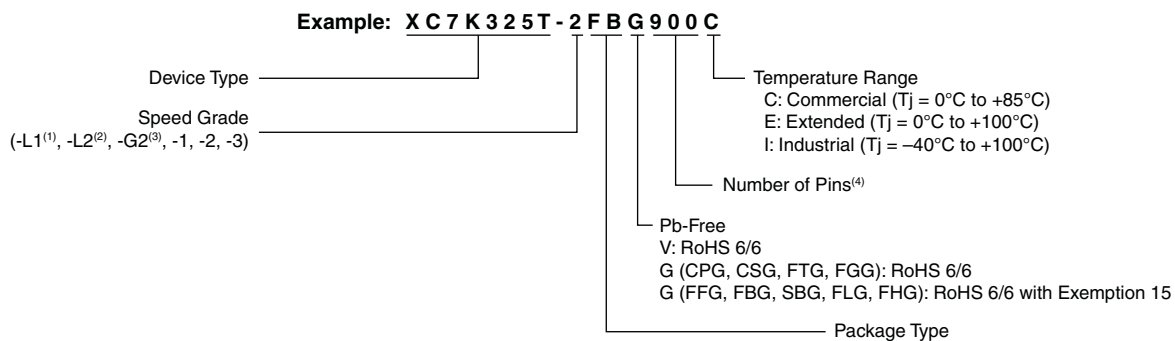 Example: XC7K325T-2FBG900C
Device Type
Temperature Range
C: Commercial (Tj = 0°C to +85°C)
E: Extended (Tj = 0°C to +100°C)
I: Industrial (Tj = –40°C to +100°C)
Speed Grade
(-L1(1), -L2(2), -G2(3), -1, -2, -3)
Number of Pins(4)
Pb-Free
V: RoHS 6/6
G (CPG, CSG, FTG, FGG): RoHS 6/6
G (FFG, FBG, SBG, FLG, FHG): RoHS 6/6 with Exemption 15
Package Type